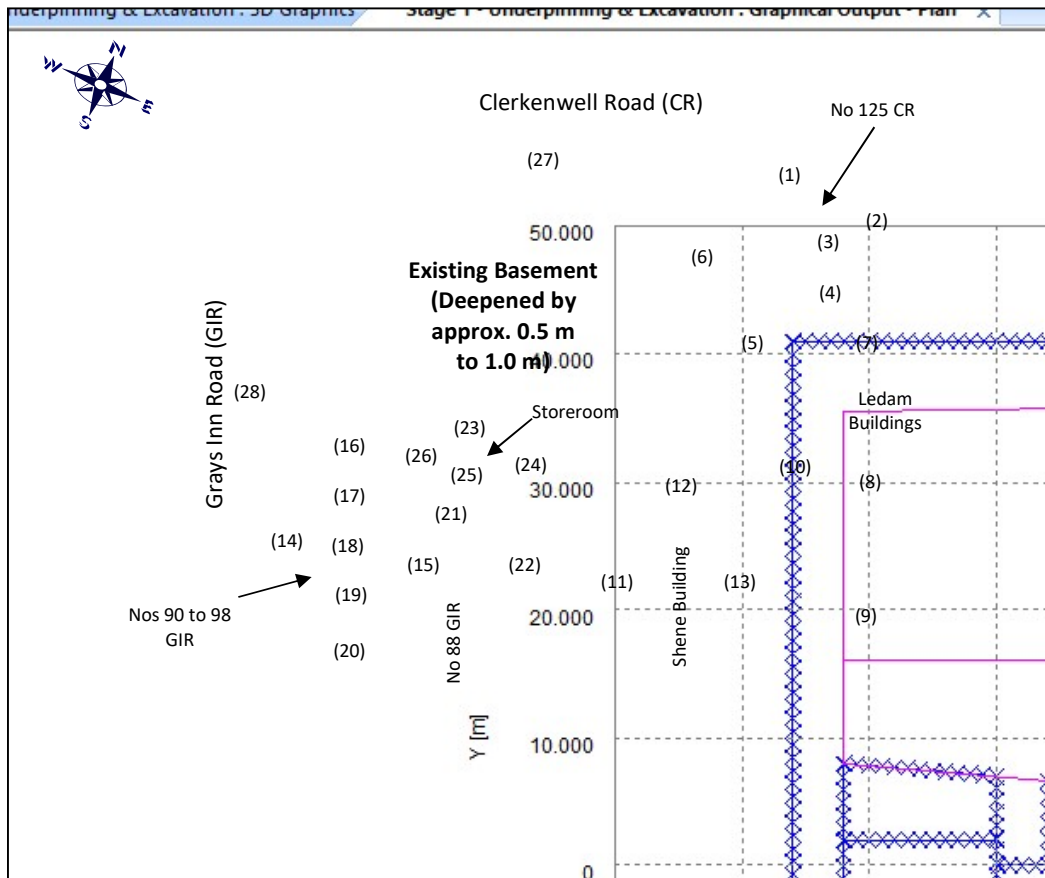 Underpinning & Excavation : 3D Graphics
Stage 1 - Underpinning & Excavation : Graphical Output - Plan
N
W
E
S
Clerkenwell Road (CR)
No 125 CR
(27)
(1)
(2)
50.000
(3)
(6)
Existing Basement
(Deepened by
approx. 0.5 m
to 1.0 m)
(4)
Grays Inn Road (GIR)
(5)
(7)
40.000
(28)
Ledam
Buildings
Storeroom
(23)
(16)
(26)
(24)
(25)
(10)
(12)
(8)
30.000
(17)
(21)
(14)
(18)
(15)
(22)
(11)
(13)
(19)
Nos 90 to 98
GIR
No 88 GIR
Shene Building
20.000
(9)
(20)
Y [m]
10.000
0